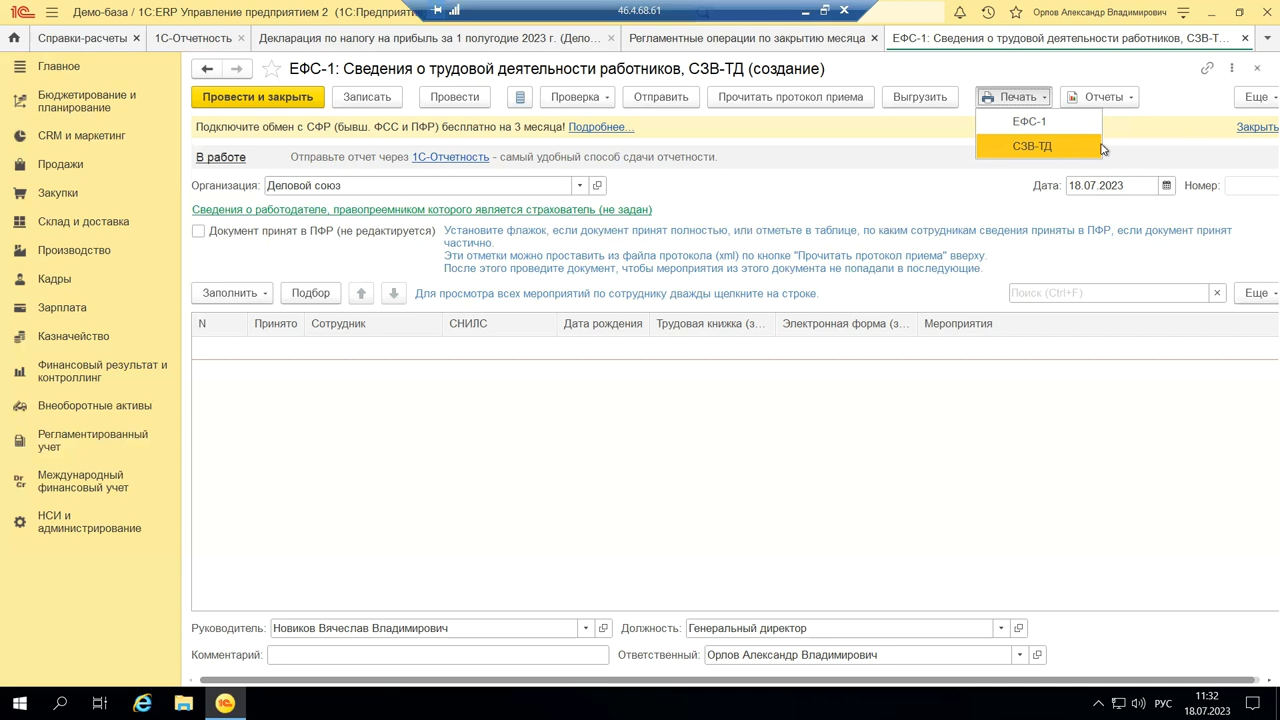 46.4.68.61
Демо-база / 1С:ERP Управление предприятием 2 (1С:Предприяти
Орлов Александр Владимирович
Справки-расчеты
1С-Отчетность
Декларация по налогу на прибыль за 1 полугодие 2023 г. (Дело...
Регламентные операции по закрытию месяца
ЕФС-1: Сведения о трудовой деятельности работников, СЗВ-Т...
Главное
Бюджетирование и
планирование
CRM и маркетинг
Продажи
Закупки
Склад и доставка
Производство
Кадры
Зарплата
Казначейство
Финансовый результат и
контроллинг
Внеоборотные активы
Регламентированный
учет
Международный
финансовый учет
НСИ и
администрирование
ЕФС-1: Сведения о трудовой деятельности работников, СЗВ-ТД (создание)
Провести и закрыть
Записать
Провести
Проверка
Отправить
Прочитать протокол приема
Выгрузить
Печать
Отчеты
Еще
ЕФС-1
СЗВ-ТД
Подключите обмен с СФР (бывш. ФСС и ПФР) бесплатно на 3 месяца! Подробнее...
Закрыть
В работе
Отправьте отчет через 1С-Отчетность - самый удобный способ сдачи отчетности.
Организация: Деловой союз
Дата: 18.07.2023
Номер:
Сведения о работодателе, правопреемником которого является страхователь (не задан)
Документ принят в ПФР (не редактируется)
Установите флажок, если документ принят полностью, или отметьте в таблице, по каким сотрудникам сведения приняты в ПФР, если документ принят
частично.
Эти отметки можно проставить из файла протокола (xml) по кнопке "Прочитать протокол приема" вверху.
После этого проведите документ, чтобы мероприятия из этого документа не попадали в последующие.
Заполнить
Подбор
Для просмотра всех мероприятий по сотруднику дважды щелкните на строке.
Поиск (Ctrl+F)
Еще
N
Принято
Сотрудник
СНИЛС
Дата рождения
Трудовая книжка (з...
Электронная форма (з...
Мероприятия
Руководитель: Новиков Вячеслав Владимирович
Должность: Генеральный директор
Комментарий:
Ответственный: Орлов Александр Владимирович
РУС
11:32
18.07.2023